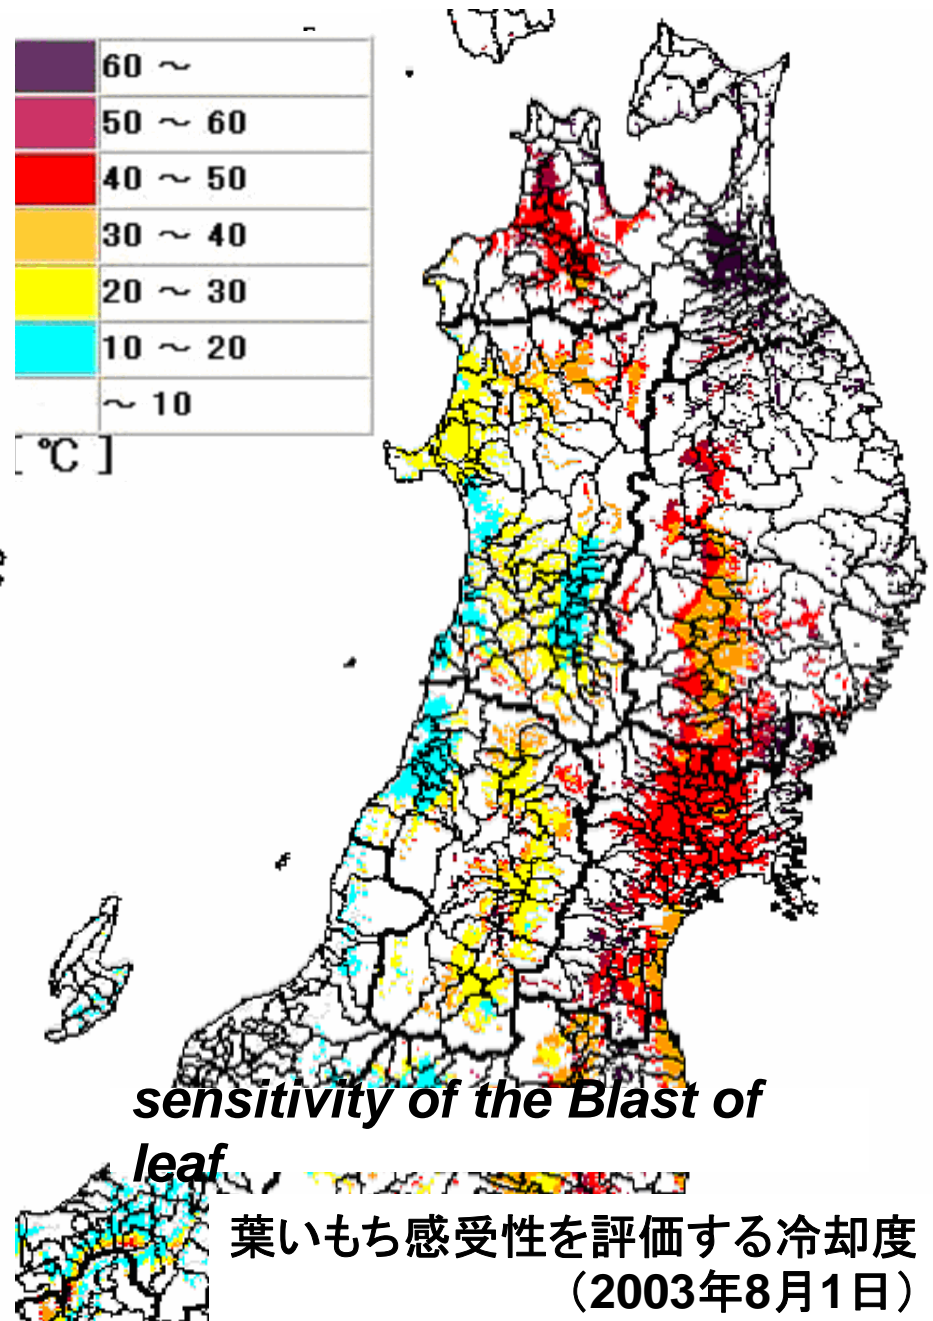 60 ～
50 ～ 60
40 ～ 50
30 ～ 40
20 ～ 30
10 ～ 20
～ 10
[ ℃ ]
sensitivity of the Blast of
leaf
葉いもち感受性を評価する冷却度
（2003年8月1日）